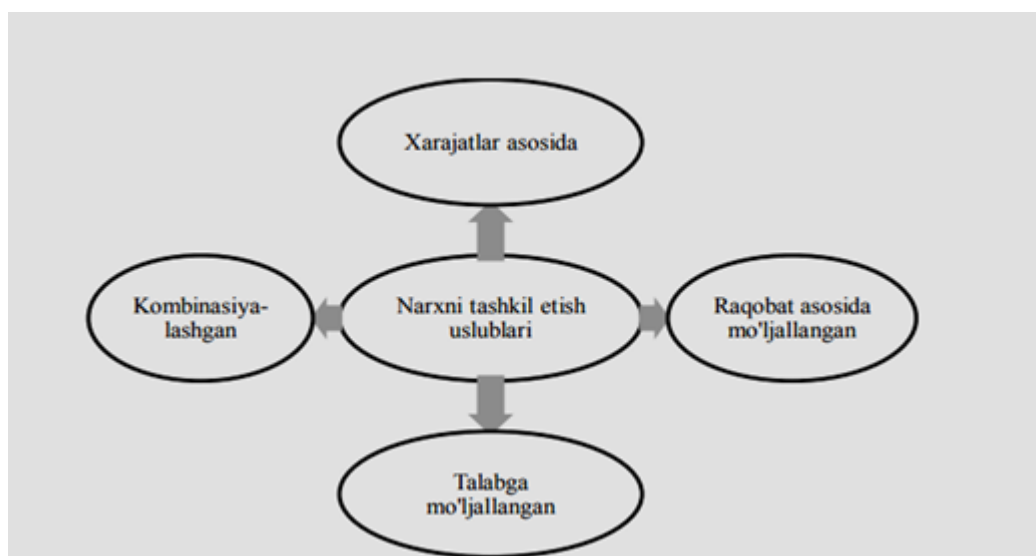 Xarajatlar asosida
Kombinasiya-
lashgan
Narxni tashkil etish
uslublari
Raqobat asosida
mo'ljallangan
Talabga
mo'ljallangan